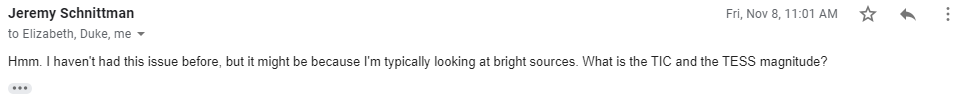 Jeremy Schnittman
Fri, Nov 8, 11:01 AM
to Elizabeth, Duke, me
Hmm. I haven't had this issue before, but it might be because I'm typically looking at bright sources. What is the TIC and the TESS magnitude?